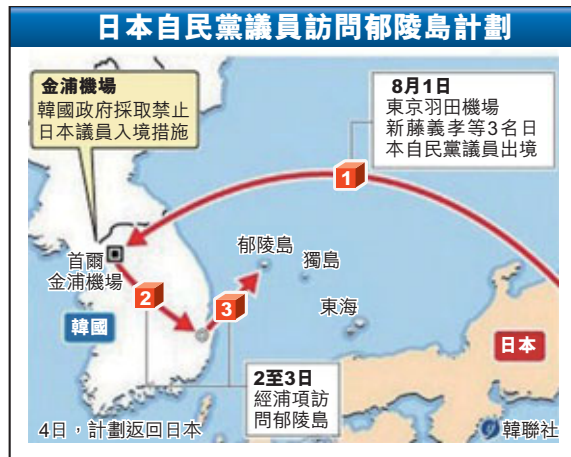 日本自民黨議員訪問郁陵島計劃
金浦機場
韓國政府採取禁止
日本議員入境措施
8月1日
東京羽田機場
新藤義孝等3名日
本自民黨議員出境
1
郁陵島
獨島
首爾
金浦機場
2
3
東海
韓國
日本
2至3日
經浦項訪
問郁陵島
4日，計劃返回日本
韓聯社